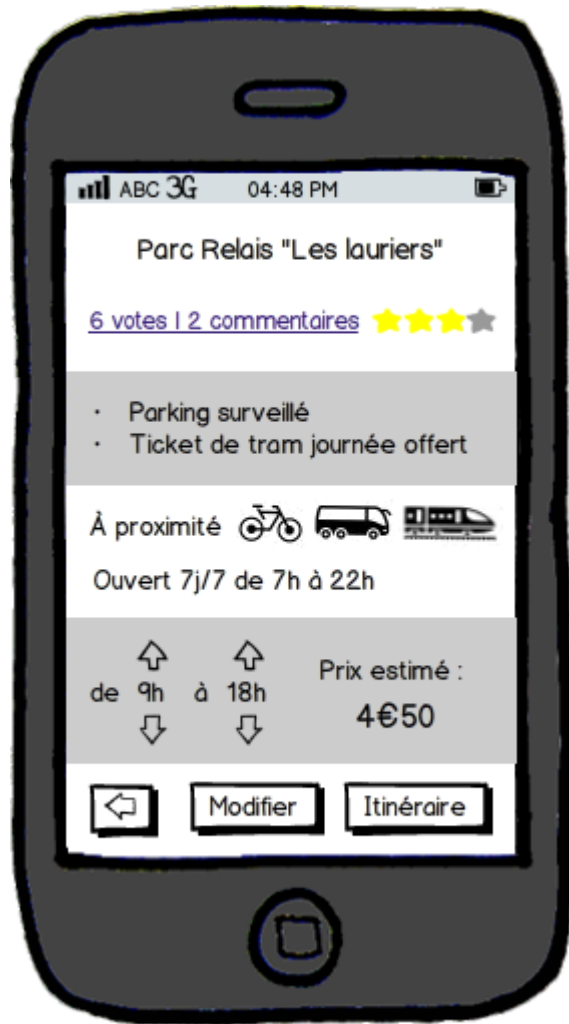 ABC 3G 04:48 PM
Parc Relais "Les lauriers"
6 votes | 2 commentaires
· Parking surveillé
· Ticket de tram journée offert
À proximité
Ouvert 7j/7 de 7h à 22h
de 9h à 18h
Prix estimé :
4€50
Modifier
Itinéraire